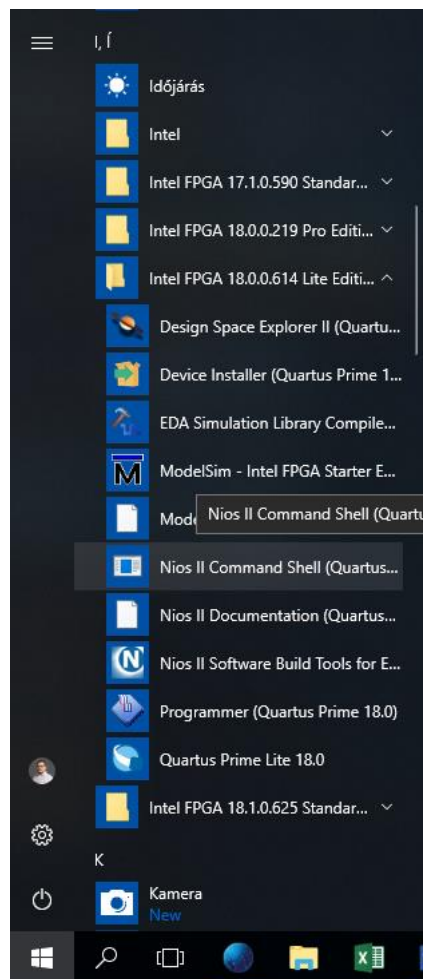 I, Í
Időjárás
Intel
Intel FPGA 17.1.0.590 Standar...
Intel FPGA 18.0.0.219 Pro Editi...
Intel FPGA 18.0.0.614 Lite Editi...
Design Space Explorer II (Quartu...
Device Installer (Quartus Prime 1...
EDA Simulation Library Compile...
ModelSim - Intel FPGA Starter E...
Mode
Nios II Command Shell (Quartu
Nios II Command Shell (Quartus...
Nios II Documentation (Quartus...
Nios II Software Build Tools for E...
Programmer (Quartus Prime 18.0)
Quartus Prime Lite 18.0
Intel FPGA 18.1.0.625 Standar...
K
Kamera
New